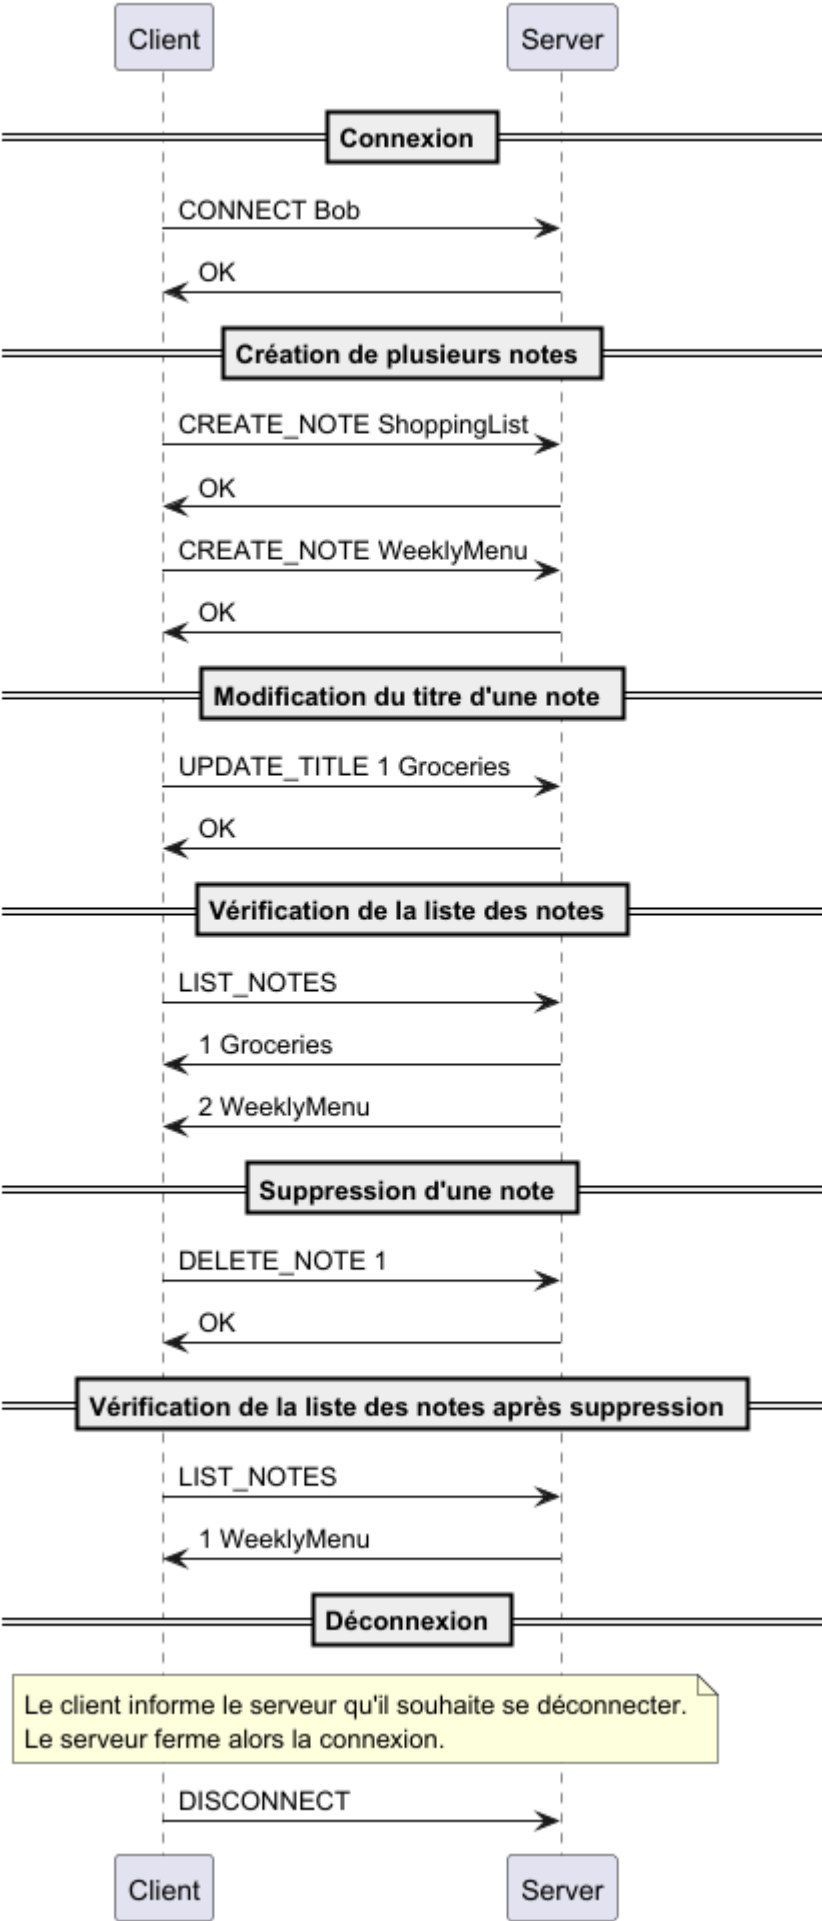 Client Server
Connexion
CONNECT Bob
OK
Création de plusieurs notes
CREATE_NOTE ShoppingList
OK
CREATE_NOTE WeeklyMenu
OK
Modification du titre d'une note
UPDATE_TITLE 1 Groceries
OK
Vérification de la liste des notes
LIST_NOTES
1 Groceries
2 WeeklyMenu
Suppression d'une note
DELETE_NOTE 1
OK
Vérification de la liste des notes après suppression
LIST_NOTES
1 WeeklyMenu
Déconnexion
Le client informe le serveur qu'il souhaite se déconnecter.
Le serveur ferme alors la connexion.
DISCONNECT
Client Server